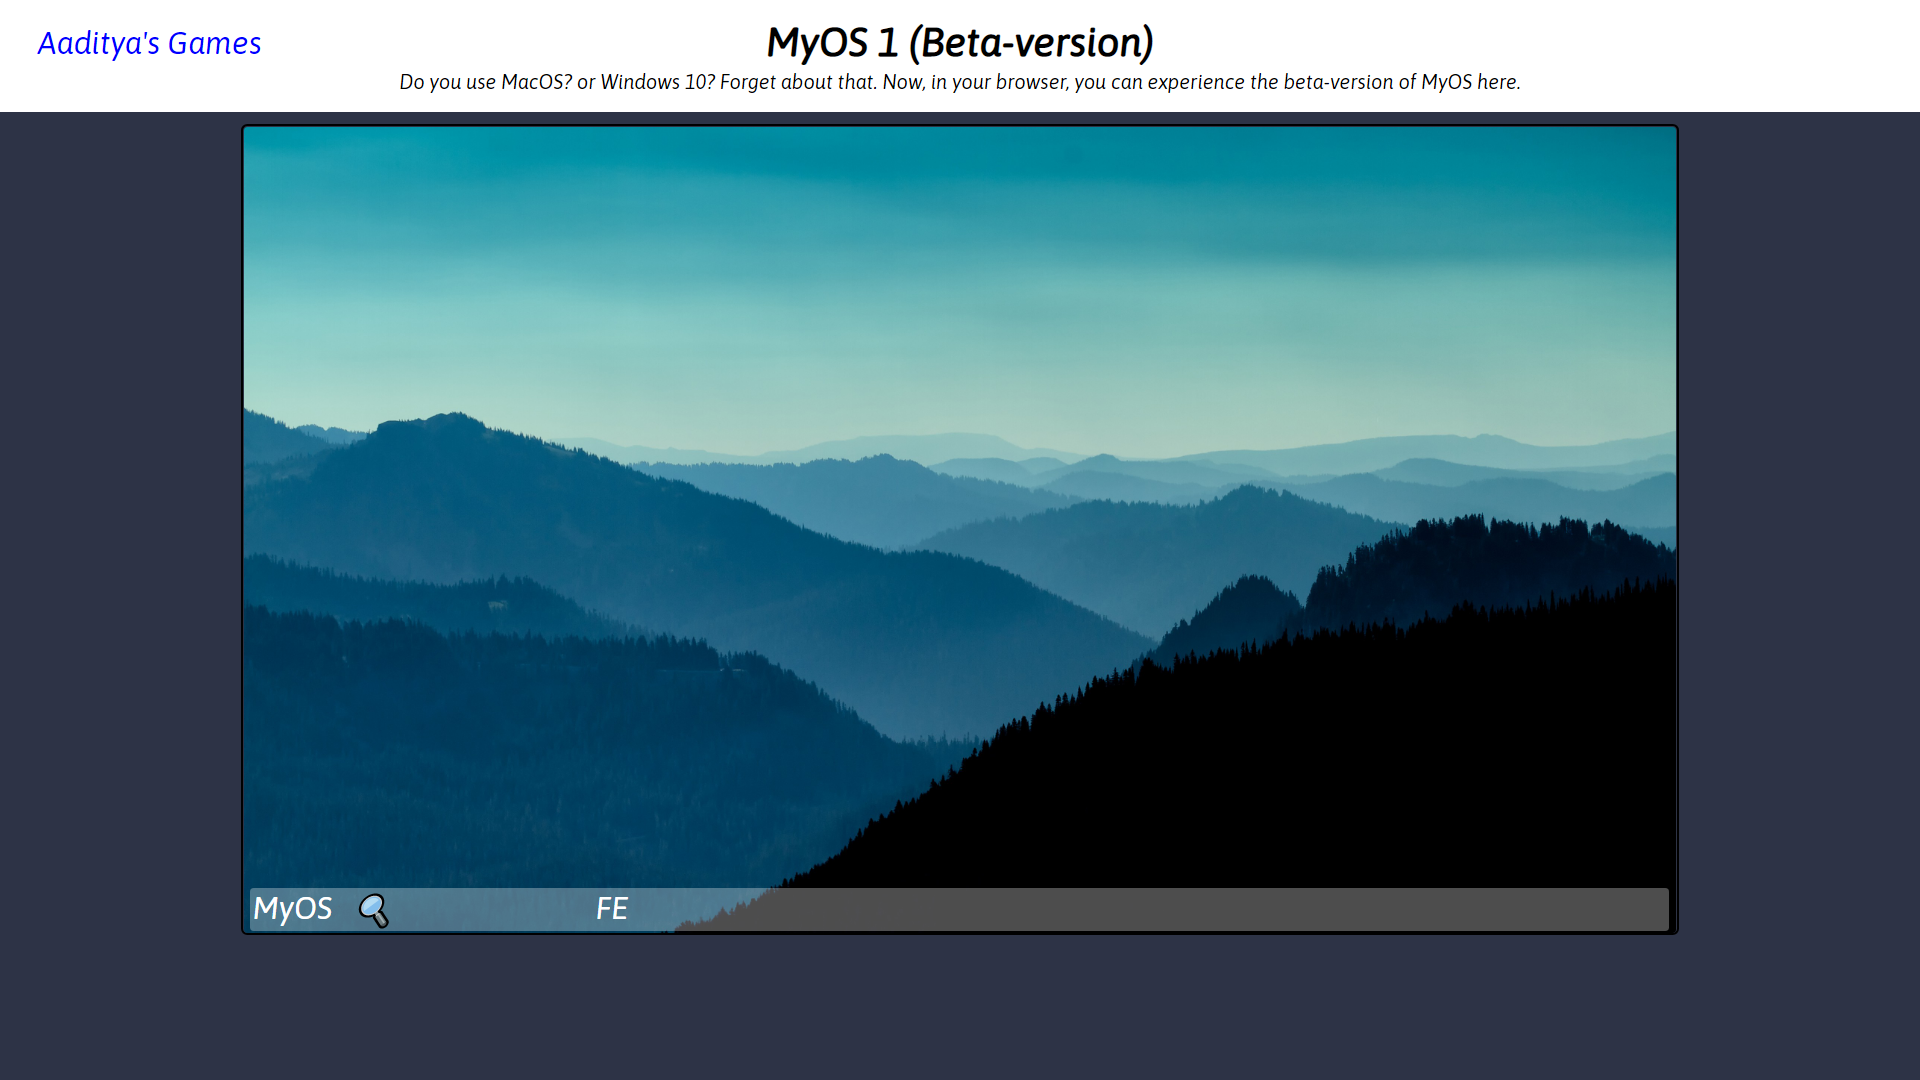 Aaditya's Games
MyOS 1 (Beta-version)
Do you use MacOS? or Windows 10? Forget about that. Now, in your browser, you can experience the beta-version of MyOS here.
MyOS
FE